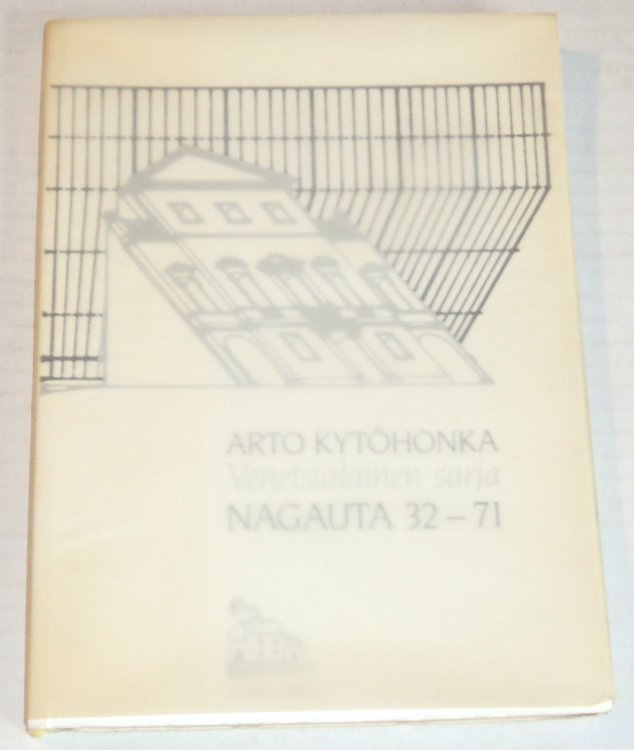 ARTO KYTÖHONKA
Venetsialainen sarja
NAGAUTA 32 – 71